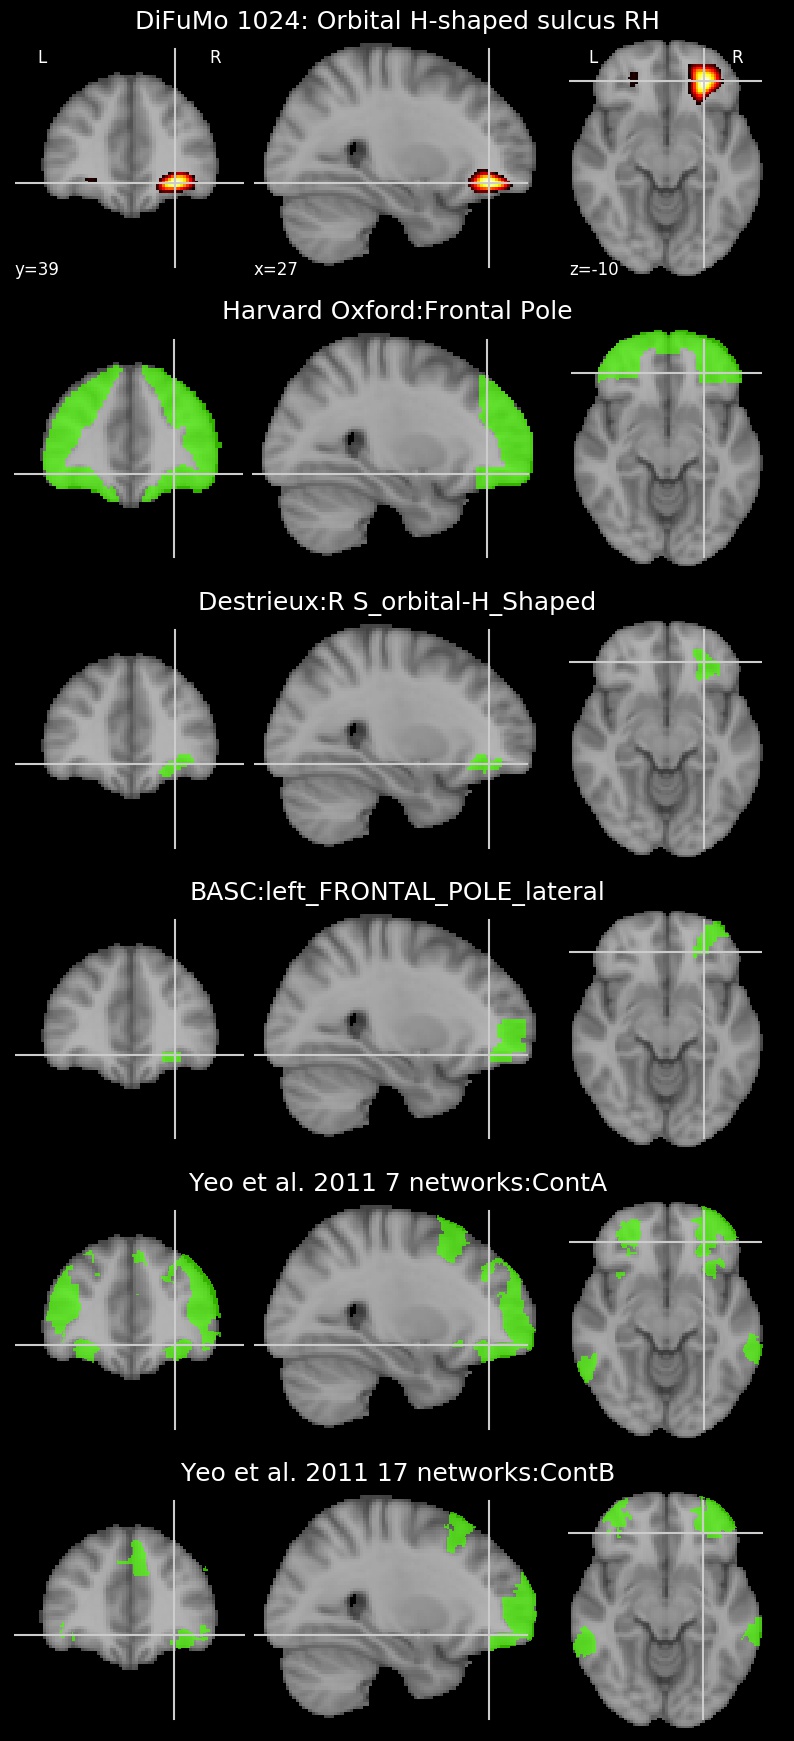 DiFuMo 1024: Orbital H-shaped sulcus RH
L R L R
y=39 x=27 z=-10
Harvard Oxford:Frontal Pole
Destrieux:R S_orbital-H_Shaped
BASC:left_FRONTAL_POLE_lateral
Yeo et al. 2011 7 networks:ContA
Yeo et al. 2011 17 networks:ContB